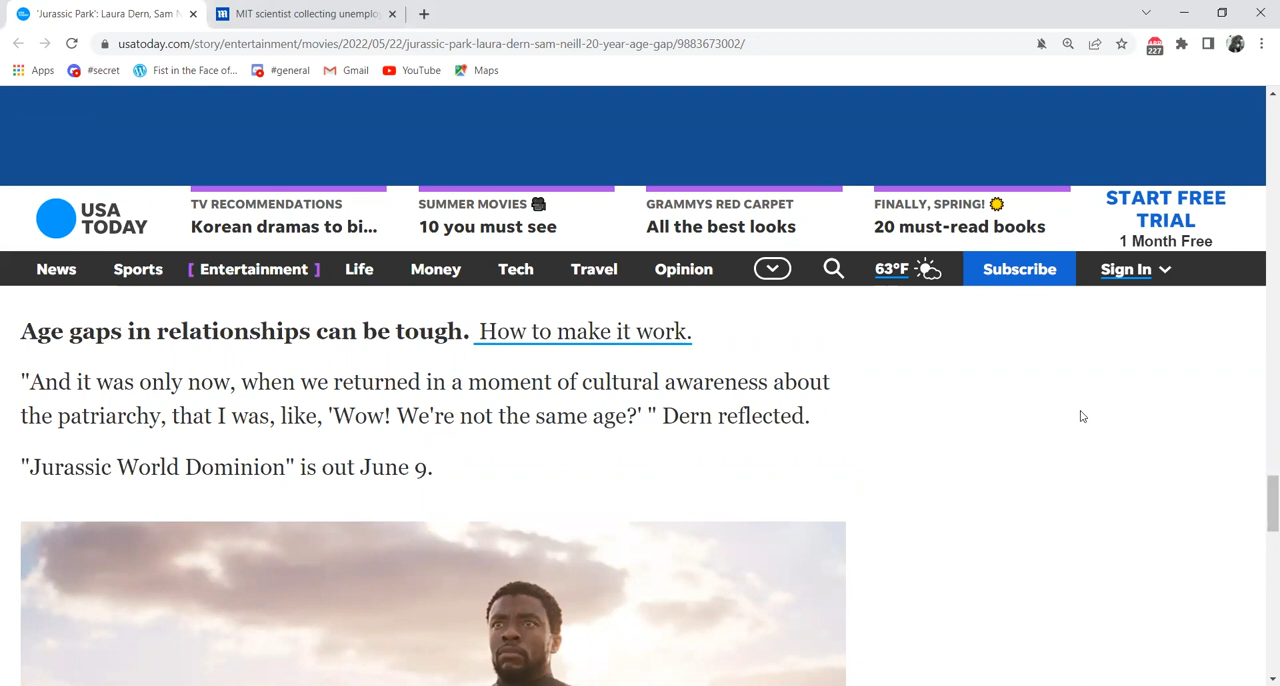 'Jurassic Park': Laura Dern, Sam N
MIT scientist collecting unemploy
usatoday.com/story/entertainment/movies/2022/05/22/jurassic-park-laura-dern-sam-neill-20-year-age-gap/9883673002/
227
Apps #secret Fist in the Face of... #general Gmail YouTube Maps
USA TODAY
TV RECOMMENDATIONS
Korean dramas to bi...
SUMMER MOVIES
10 you must see
GRAMMYS RED CARPET
All the best looks
FINALLY, SPRING!
20 must-read books
START FREE
TRIAL
1 Month Free
News Sports [ Entertainment ] Life Money Tech Travel Opinion 63°F Subscribe Sign In
Age gaps in relationships can be tough. How to make it work.
"And it was only now, when we returned in a moment of cultural awareness about
the patriarchy, that I was, like, 'Wow! We're not the same age?' " Dern reflected.
"Jurassic World Dominion" is out June 9.